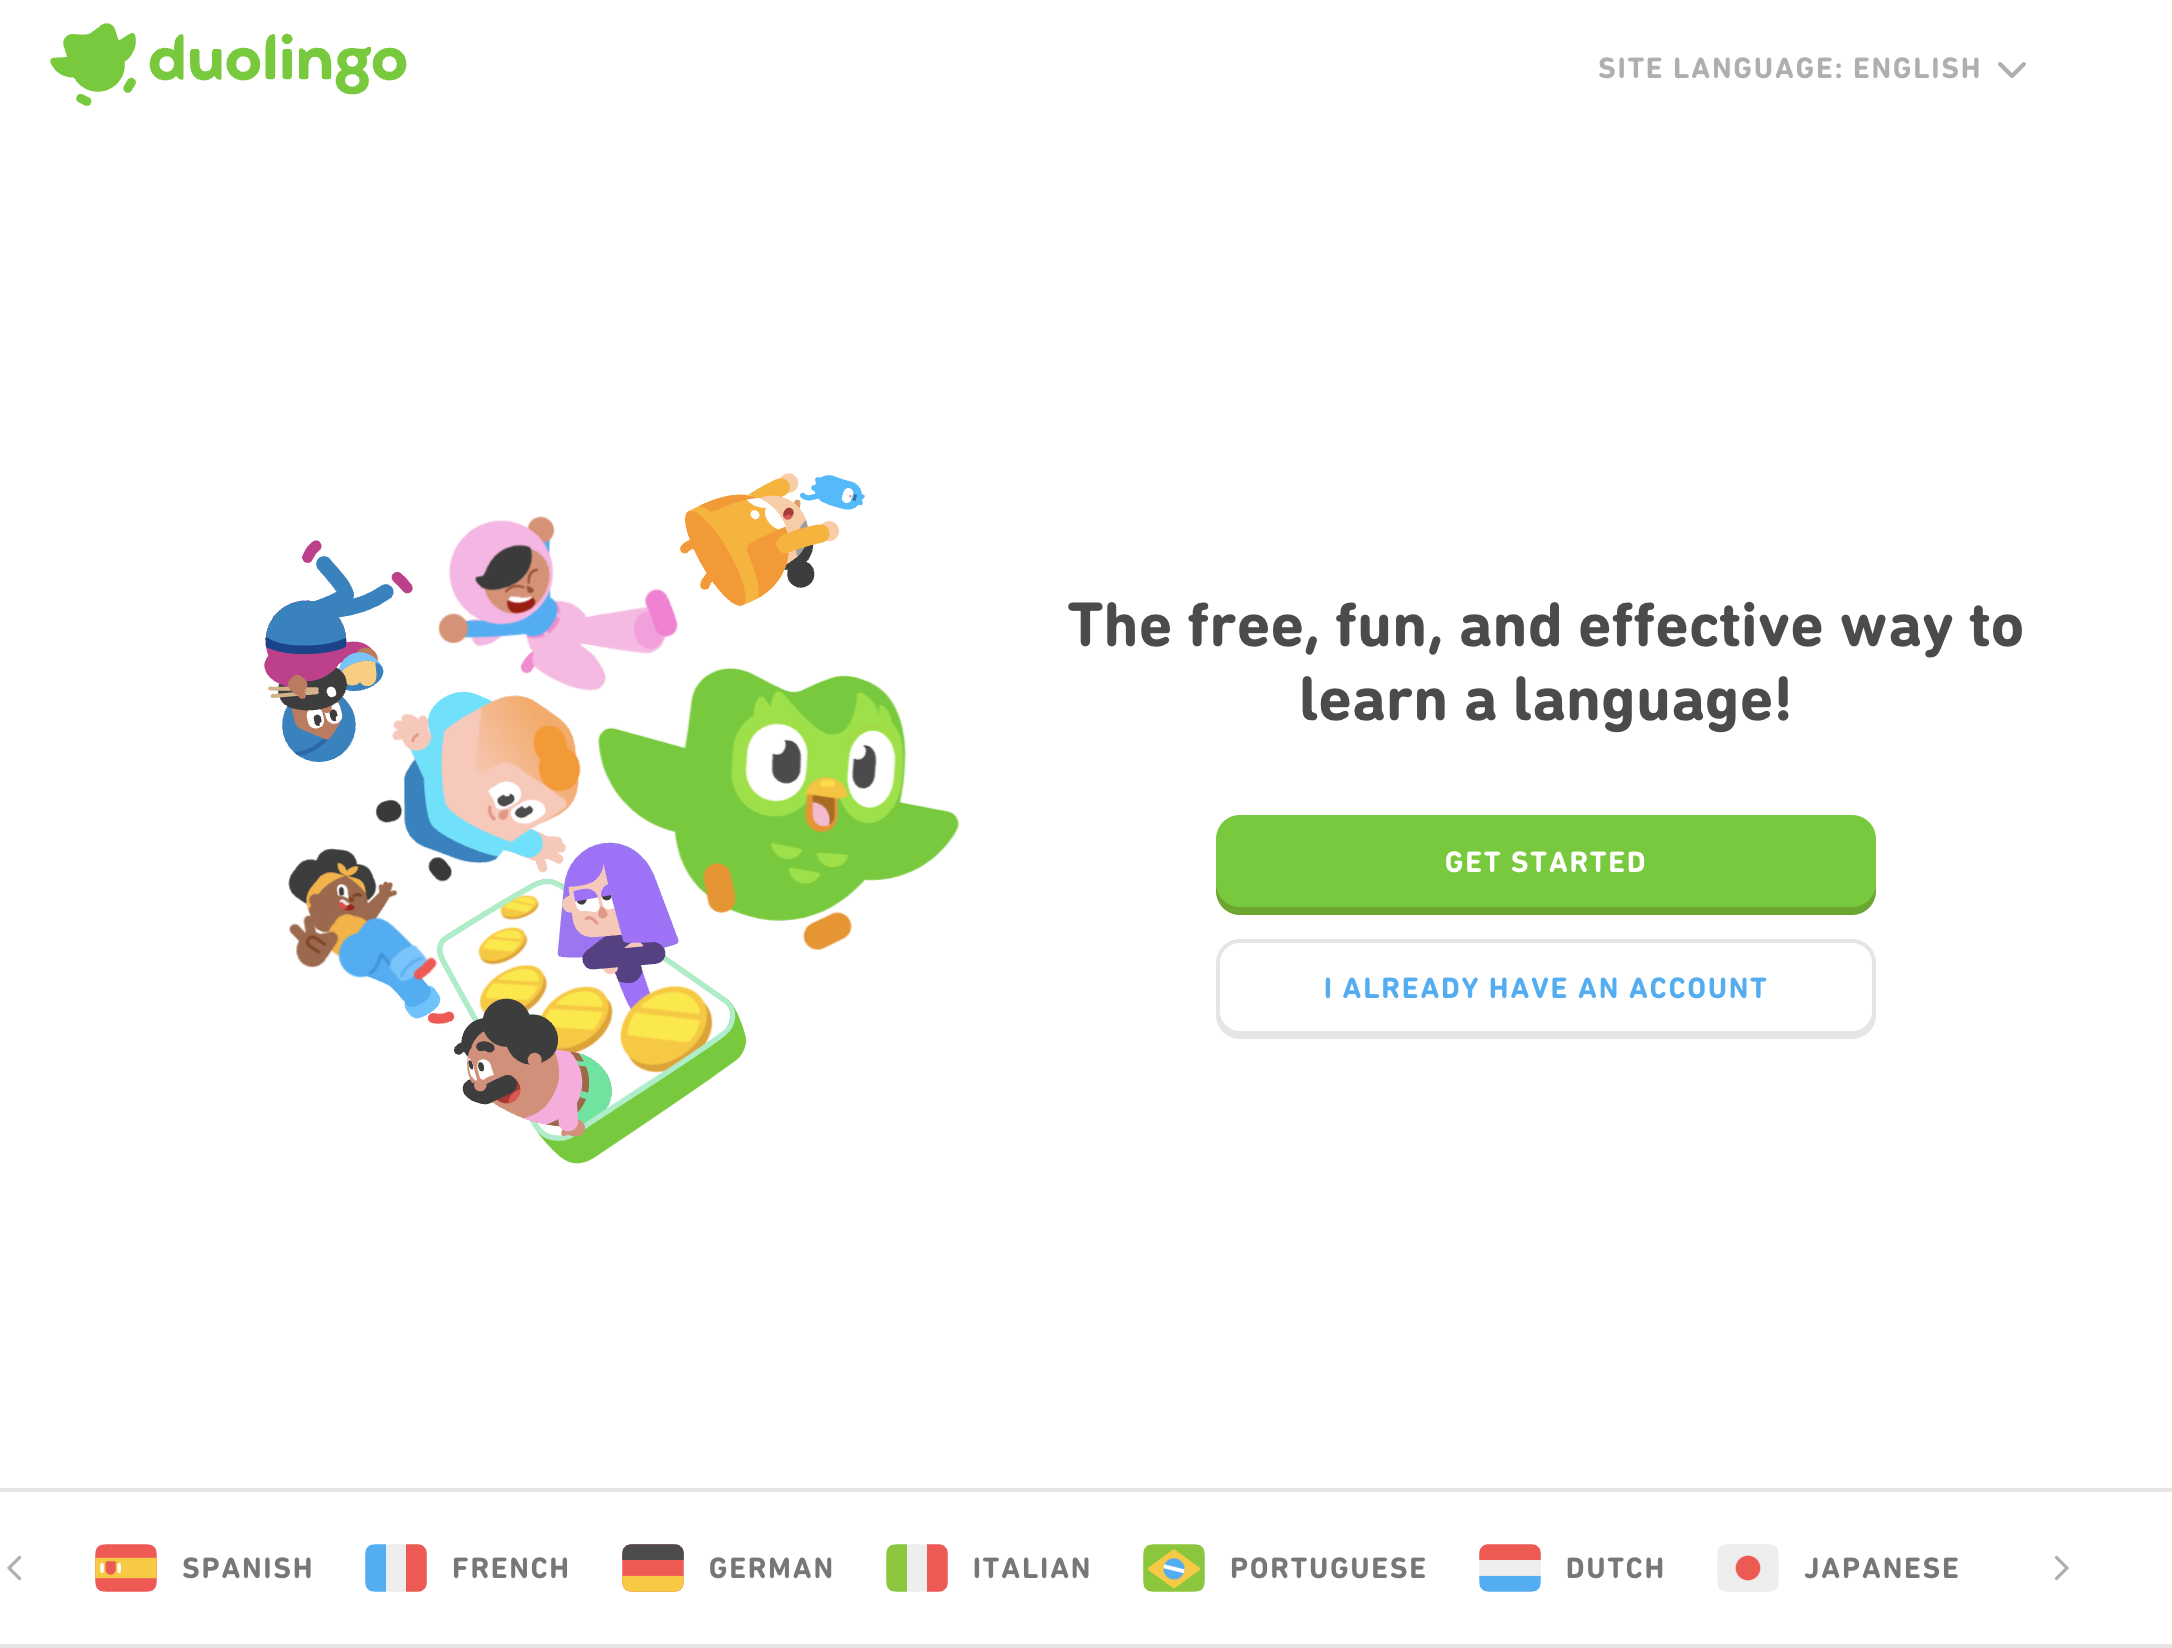 duolingo
SITE LANGUAGE: ENGLISH
The free, fun, and effective way to
learn a language!
GET STARTED
I ALREADY HAVE AN ACCOUNT
SPANISH
FRENCH
GERMAN
ITALIAN
PORTUGUESE
DUTCH
JAPANESE